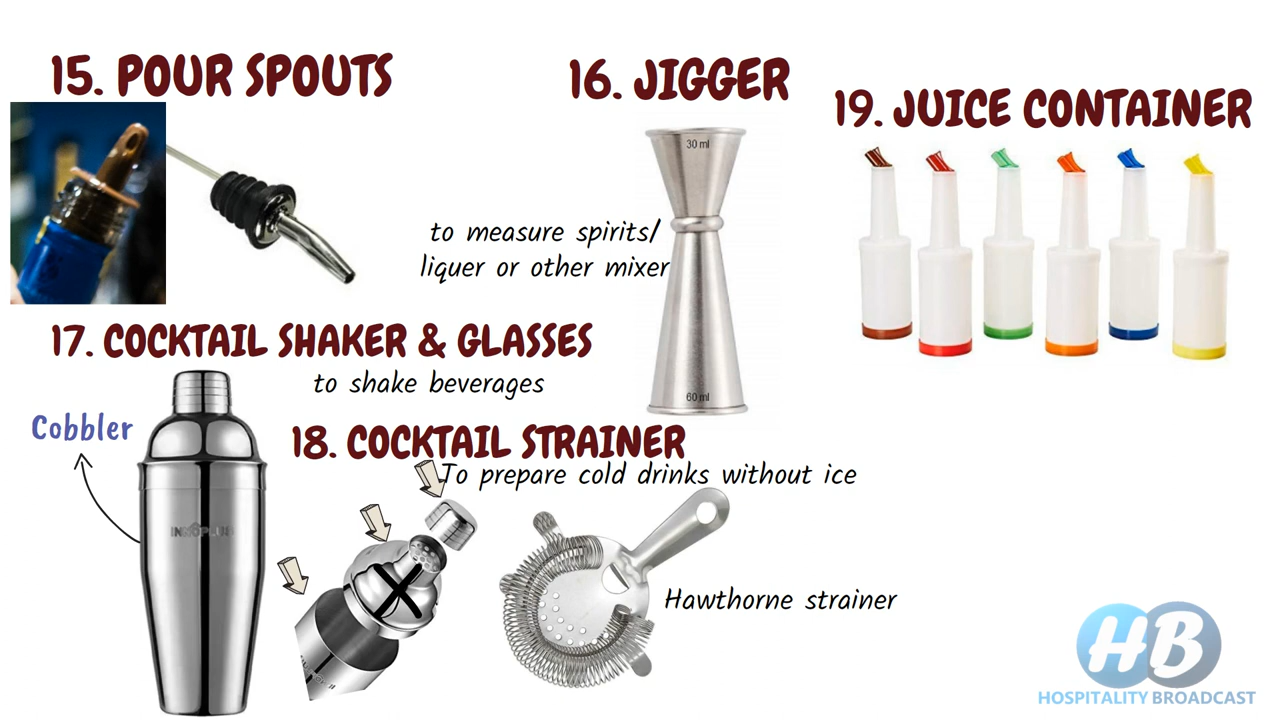 15. POUR SPOUTS
16. JIGGER
19. JUICE CONTAINER
30 ml
to measure spirits/
liquer or other mixer
60 ml
17. COCKTAIL SHAKER & GLASSES
to shake beverages
Cobbler
18. COCKTAIL STRAINER
To prepare cold drinks without ice
Hawthorne strainer
HB
HOSPITALITY BROADCAST